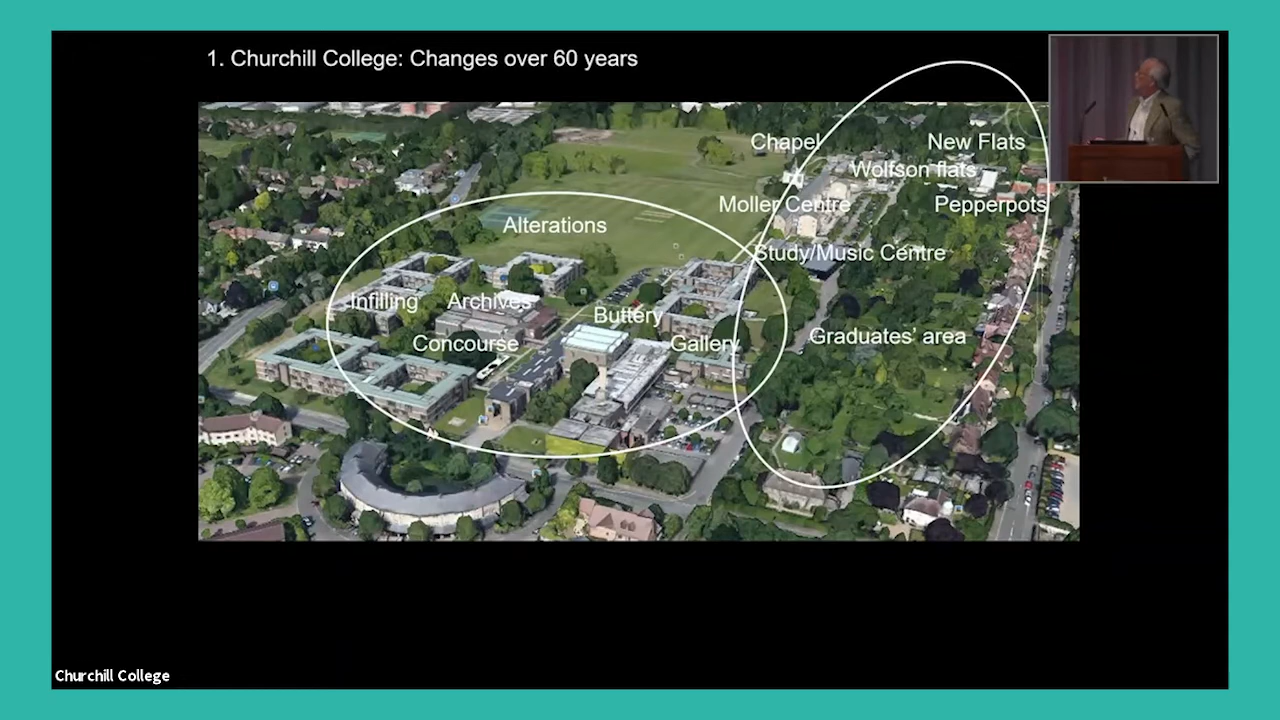 1. Churchill College: Changes over 60 years
Chapel
New Flats
Wolfson flats
Moller Centre
Pepperpots
Alterations
Study/Music Centre
Infilling
Archives
Buttery
Concourse
Gallery
Graduates’ area
Churchill College